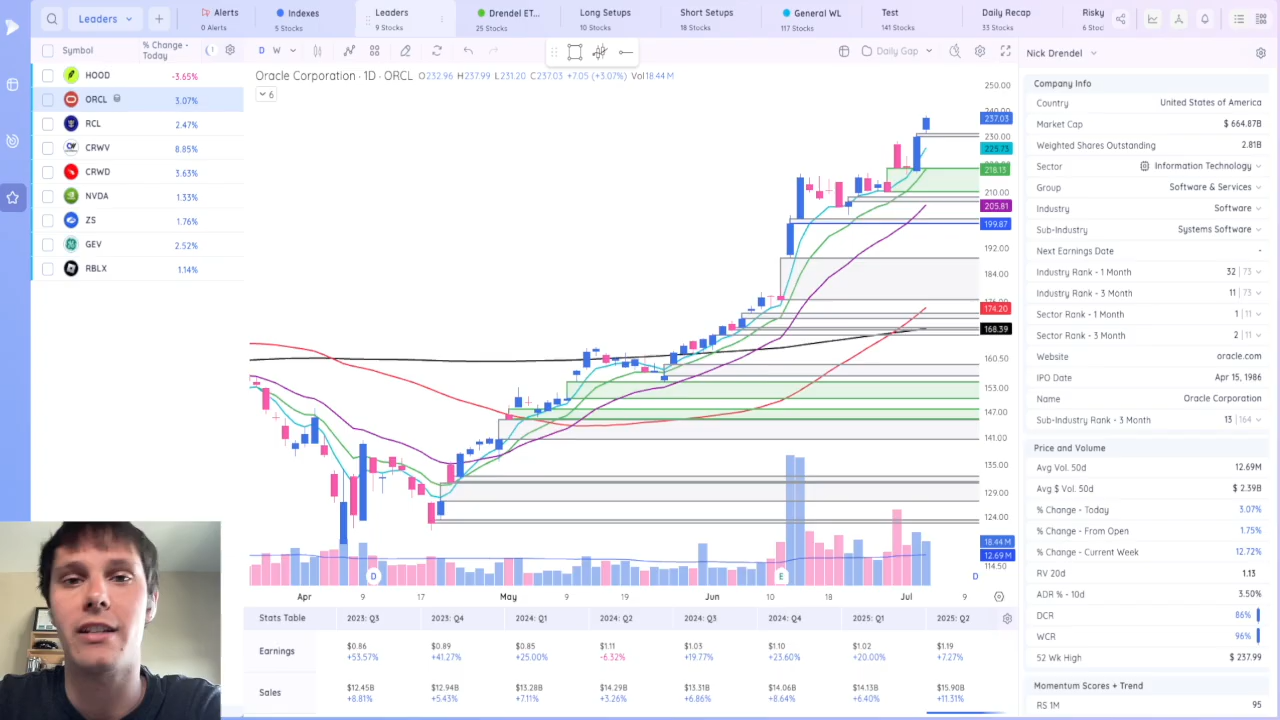 Leaders
Alerts
0 Alerts
Indexes
5 Stocks
Leaders
9 Stocks
Drendel ET...
25 Stocks
Long Setups
10 Stocks
Short Setups
18 Stocks
General WL
117 Stocks
Test
141 Stocks
Daily Recap
33 Stocks
Risky
6 Stoc
Symbol
% Change -
Today
D W
Daily Gap
Nick Drendel
HOOD -3.65%
ORCL 3.07%
RCL 2.47%
CRWV 8.85%
CRWD 3.63%
NVDA 1.33%
ZS 1.76%
GEV 2.52%
RBLX 1.14%
Oracle Corporation · 1D · ORCL O232.96 H237.99 L231.20 C237.03 +7.05 (+3.07%) Vol18.44 M
6
250.00
237.03
230.00
225.73
218.13
210.00
205.81
199.87
192.00
184.00
174.20
168.39
160.50
153.00
147.00
141.00
135.00
129.00
124.00
18.44 M
12.69 M
114.50
D
E
D
Apr 9 17 May 9 19 Jun 10 18 Jul 9
Stats Table 2023: Q3 2023: Q4 2024: Q1 2024: Q2 2024: Q3 2024: Q4 2025: Q1 2025: Q2
Earnings
$0.86 $0.89 $0.85 $1.11 $1.03 $1.10 $1.02 $1.19
+53.57% +41.27% +25.00% -6.32% +19.77% +23.60% +20.00% +7.27%
Sales
$12.45B $12.94B $13.28B $14.29B $13.31B $14.06B $14.13B $15.90B
+8.81% +5.43% +7.11% +3.26% +6.86% +8.64% +6.40% +11.31%
Company Info
Country United States of America
Market Cap $ 664.87B
Weighted Shares Outstanding 2.81B
Sector Information Technology
Group Software & Services
Industry Software
Sub-Industry Systems Software
Next Earnings Date -
Industry Rank - 1 Month 32 | 73
Industry Rank - 3 Month 11 | 73
Sector Rank - 1 Month 1 | 11
Sector Rank - 3 Month 2 | 11
Website oracle.com
IPO Date Apr 15, 1986
Name Oracle Corporation
Sub-Industry Rank - 3 Month 13 | 164
Price and Volume
Avg Vol. 50d 12.69M
Avg $ Vol. 50d $ 2.39B
% Change - Today 3.07%
% Change - From Open 1.75%
% Change - Current Week 12.72%
RV 20d 1.13
ADR % - 10d 3.50%
DCR 86%
WCR 96%
52 Wk High $ 237.99
Momentum Scores + Trend
RS 1M 95